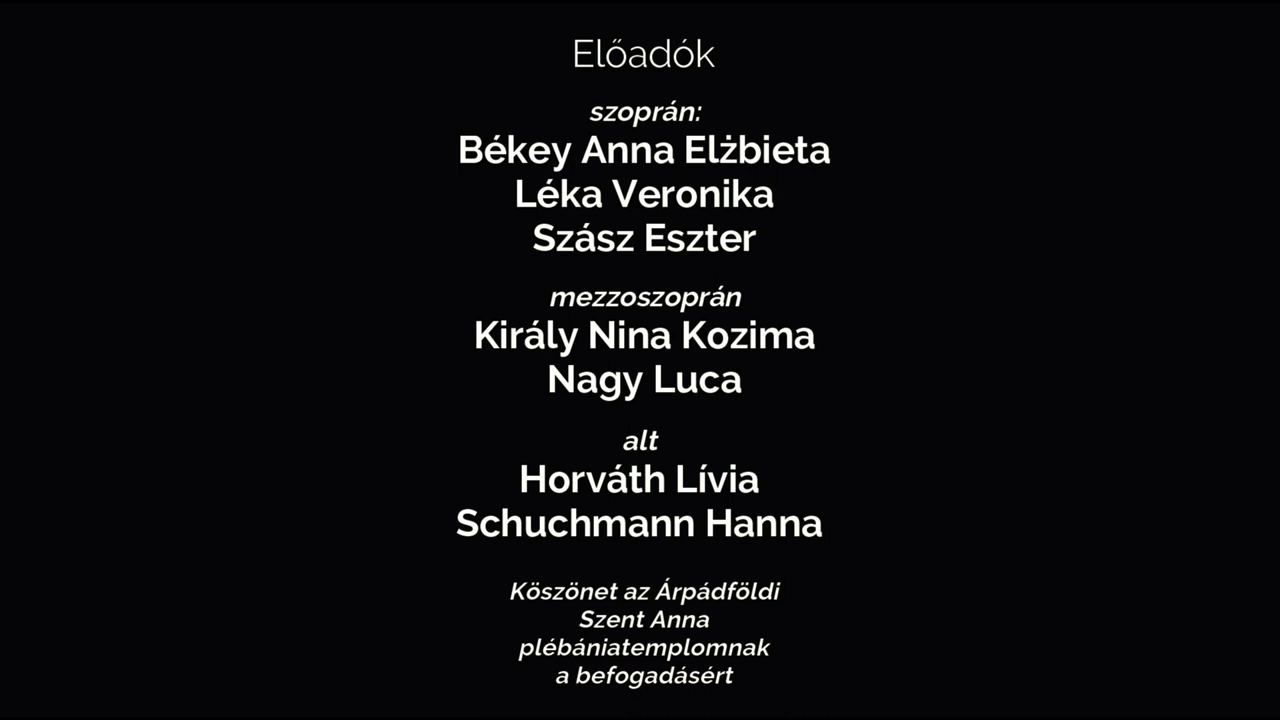 Előadók
szoprán:
Békey Anna Elżbieta
Léka Veronika
Szász Eszter
mezzoszoprán
Király Nina Kozima
Nagy Luca
alt
Horváth Lívia
Schuchmann Hanna
Köszönet az Árpádföldi
Szent Anna
plébániatemplomnak
a befogadásért